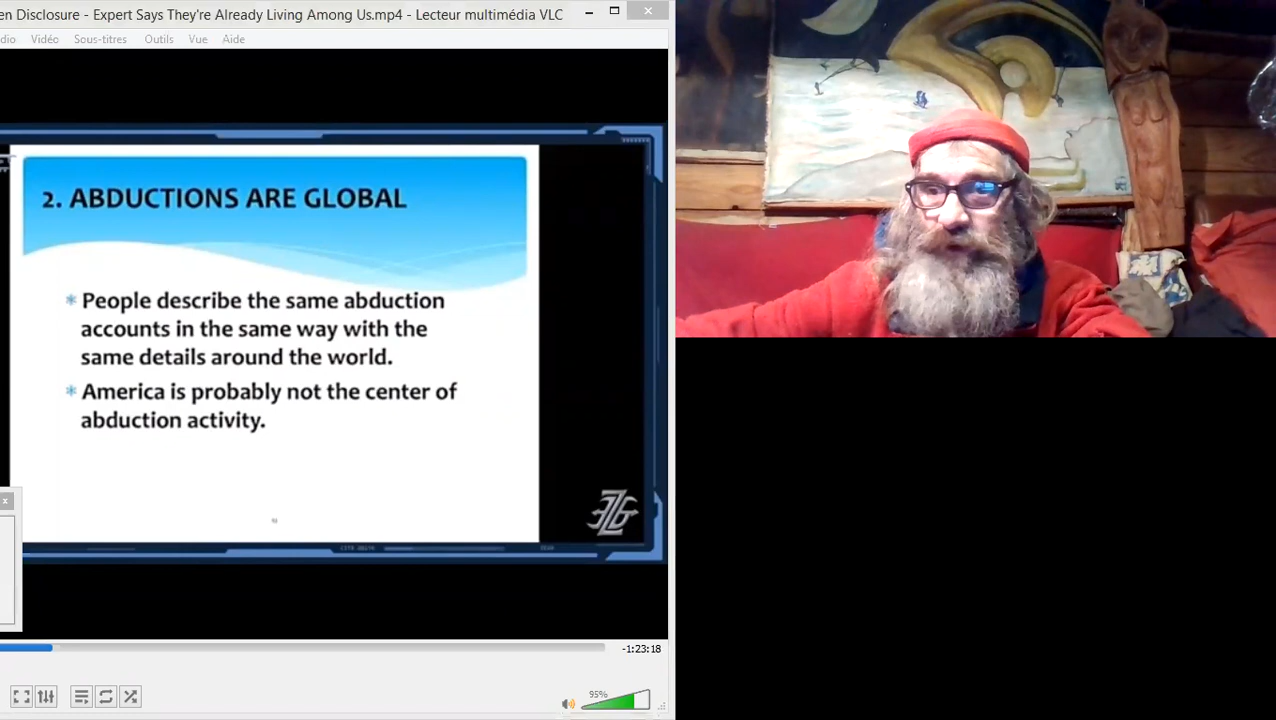 en Disclosure - Expert Says They're Already Living Among Us.mp4 - Lecteur multimédia VLC
dio Vidéo Sous-titres Outils Vue Aide
2. ABDUCTIONS ARE GLOBAL
People describe the same abduction
accounts in the same way with the
same details around the world.
America is probably not the center of
abduction activity.
-1:23:18
95%